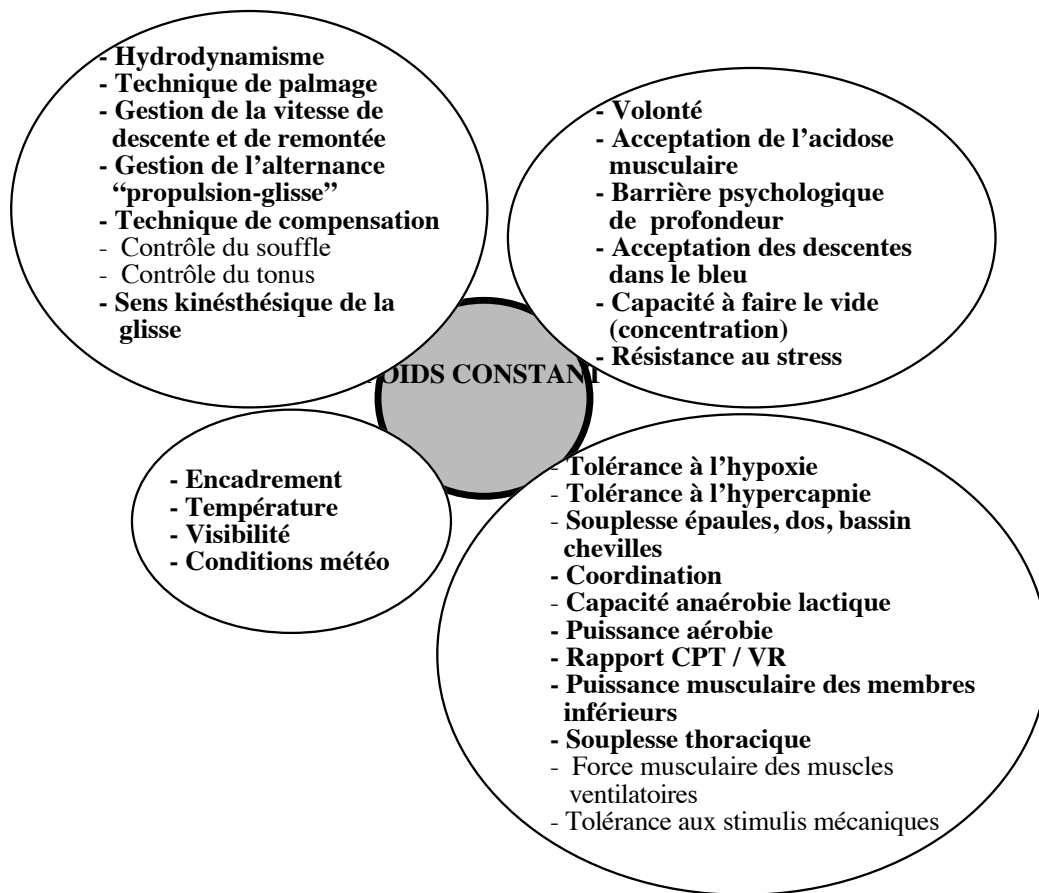 - Hydrodynamisme
- Technique de palmage
- Gestion de la vitesse de
descente et de remontée
- Gestion de l’alternance
“propulsion-glisse”
- Technique de compensation
- Contrôle du souffle
- Contrôle du tonus
- Sens kinésthésique de la
glisse
- Volonté
- Acceptation de l’acidose
musculaire
- Barrière psychologique
de profondeur
- Acceptation des descentes
dans le bleu
- Capacité à faire le vide
(concentration)
- Résistance au stress
POIDS CONSTANT
- Encadrement
- Température
- Visibilité
- Conditions météo
- Tolérance à l’hypoxie
- Tolérance à l’hypercapnie
- Souplesse épaules, dos, bassin
chevilles
- Coordination
- Capacité anaérobie lactique
- Puissance aérobie
- Rapport CPT / VR
- Puissance musculaire des membres
inférieurs
- Souplesse thoracique
- Force musculaire des muscles
ventilatoires
- Tolérance aux stimulis mécaniques